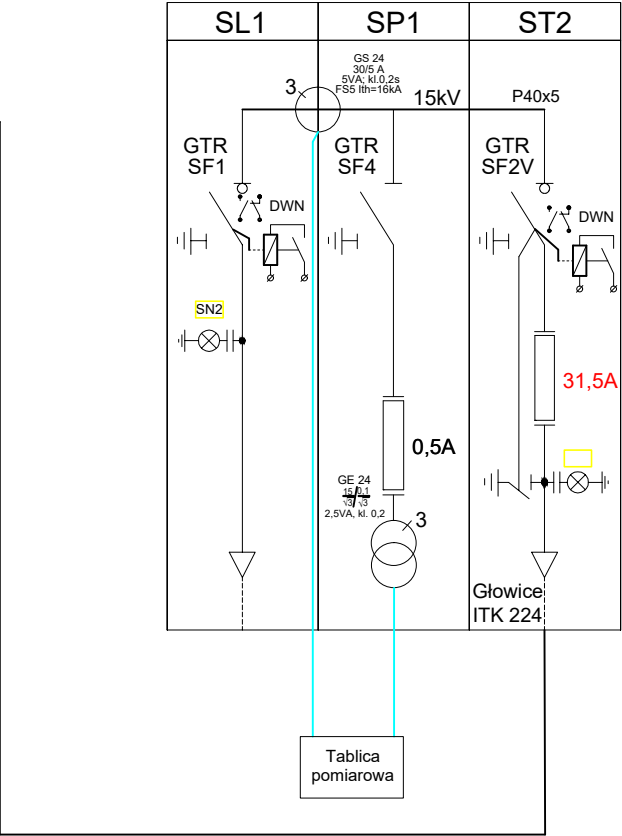 SL1
SP1
ST2
GS 24
30/5 A
5VA; kl.0,2s
FS5 Ith=16kA
3
15kV
P40x5
GTR
SF1
GTR
SF4
GTR
SF2V
DWN
DWN
SN2
31,5A
0,5A
GE 24
15/0,1
√3/√3
2,5VA, kl. 0,2
3
Głowice
ITK 224
Tablica
pomiarowa